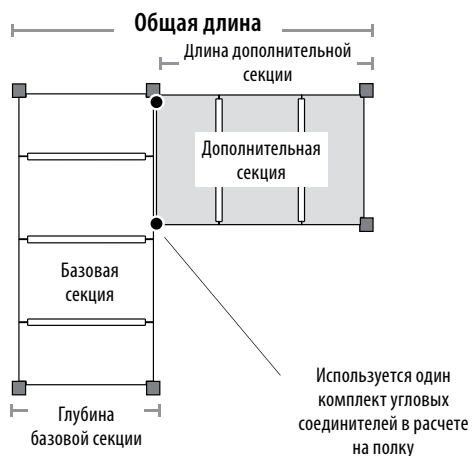 Общая длина
Длина дополнительной
секции
Дополнительная
секция
Базовая
секция
Глубина
базовой секции
Используется один
комплект угловых
соединителей в расчете
на полку